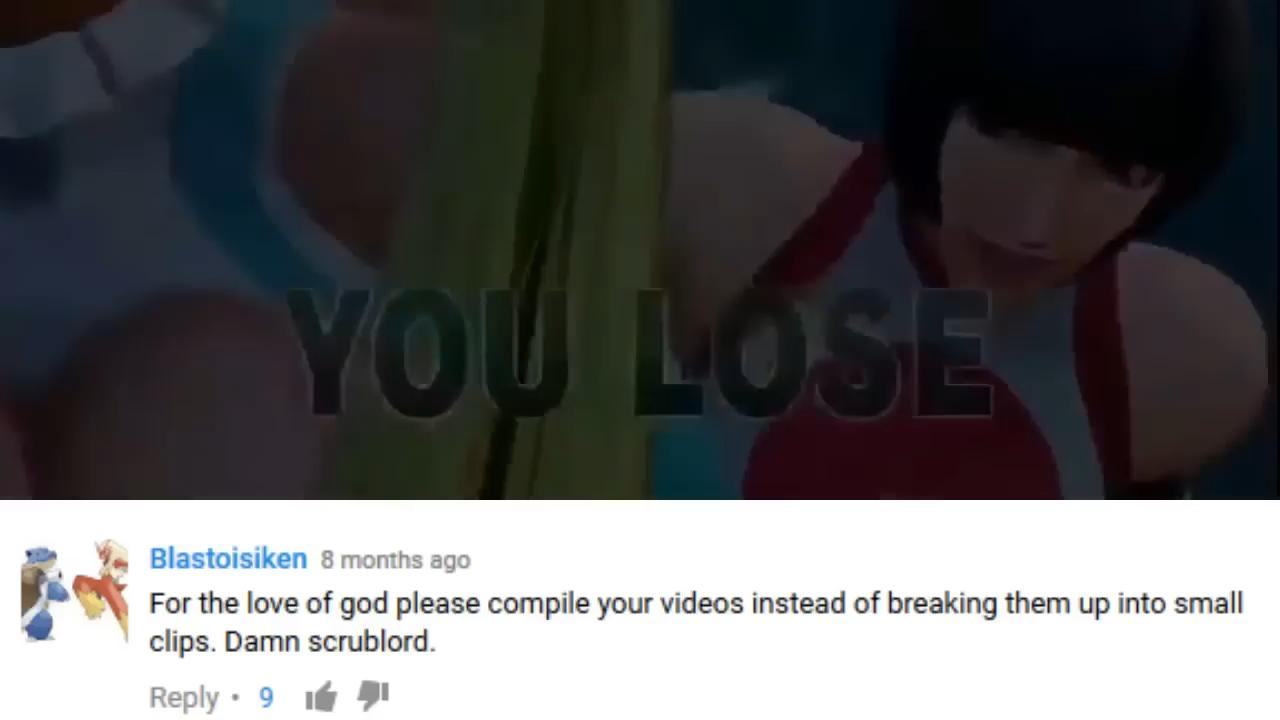 YOU LOSE
Blastoisiken 8 months ago
For the love of god please compile your videos instead of breaking them up into small
clips. Damn scrublord.
Reply • 9